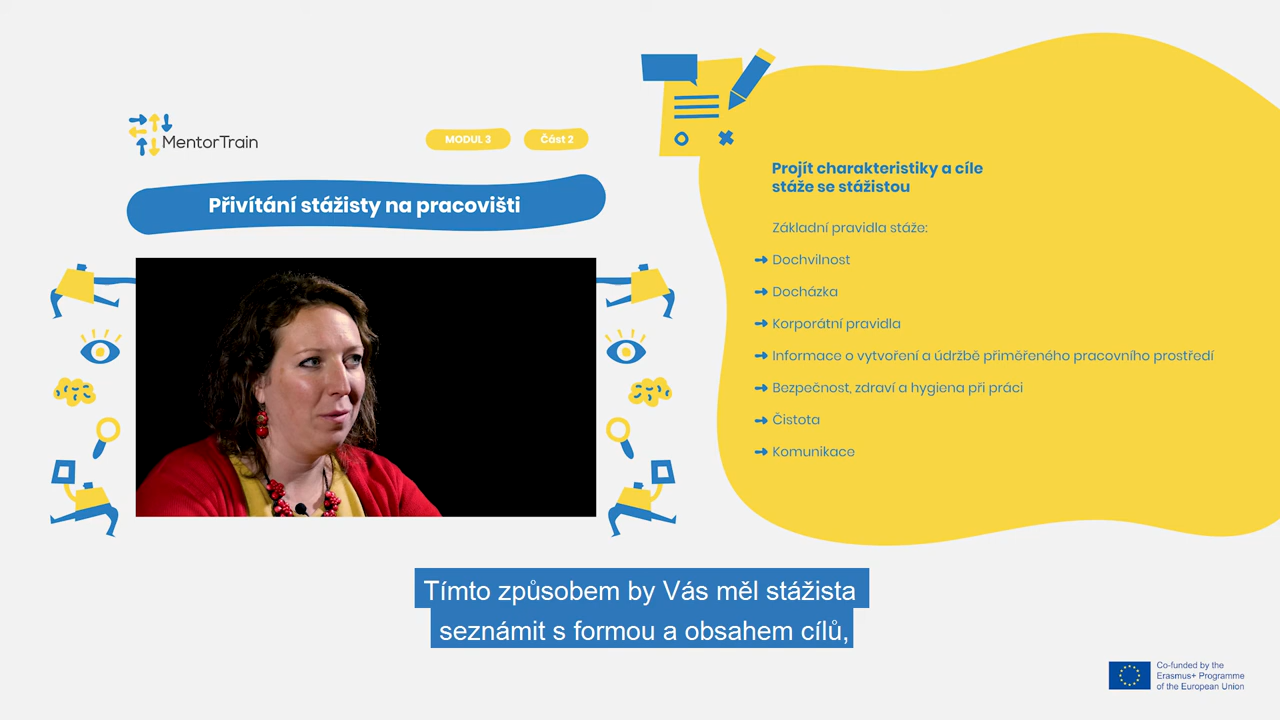 MentorTrain
MODUL 3
Část 2
Přivítání stážisty na pracovišti
Projít charakteristiky a cíle
stáže se stážistou
Základní pravidla stáže:
Dochvilnost
Docházka
Korporátní pravidla
Informace o vytvoření a údržbě přiměřeného pracovního prostředí
Bezpečnost, zdraví a hygiena při práci
Čistota
Komunikace
Tímto způsobem by Vás měl stážista
seznámit s formou a obsahem cílů,
Co-funded by the
Erasmus+ Programme
of the European Union